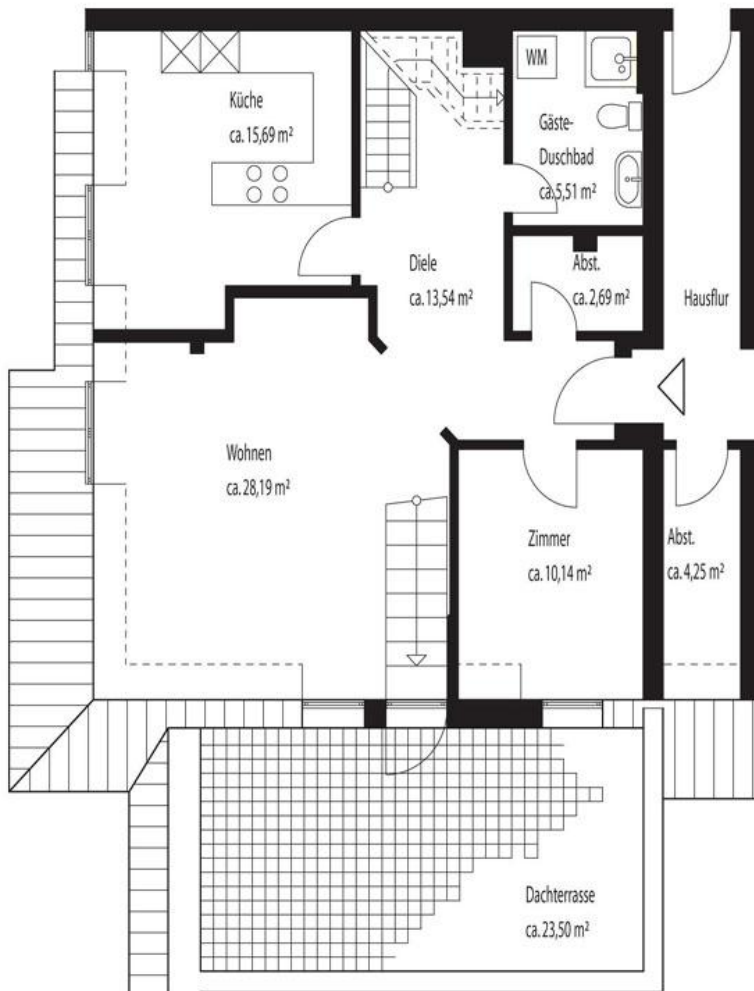 Küche
ca. 15,69 m²
WM
Gäste-
Duschbad
ca. 5,51 m²
Diele
ca. 13,54 m²
Abst.
ca. 2,69 m²
Hausflur
Wohnen
ca. 28,19 m²
Zimmer
ca. 10,14 m²
Abst.
ca. 4,25 m²
Dachterrasse
ca. 23,50 m²